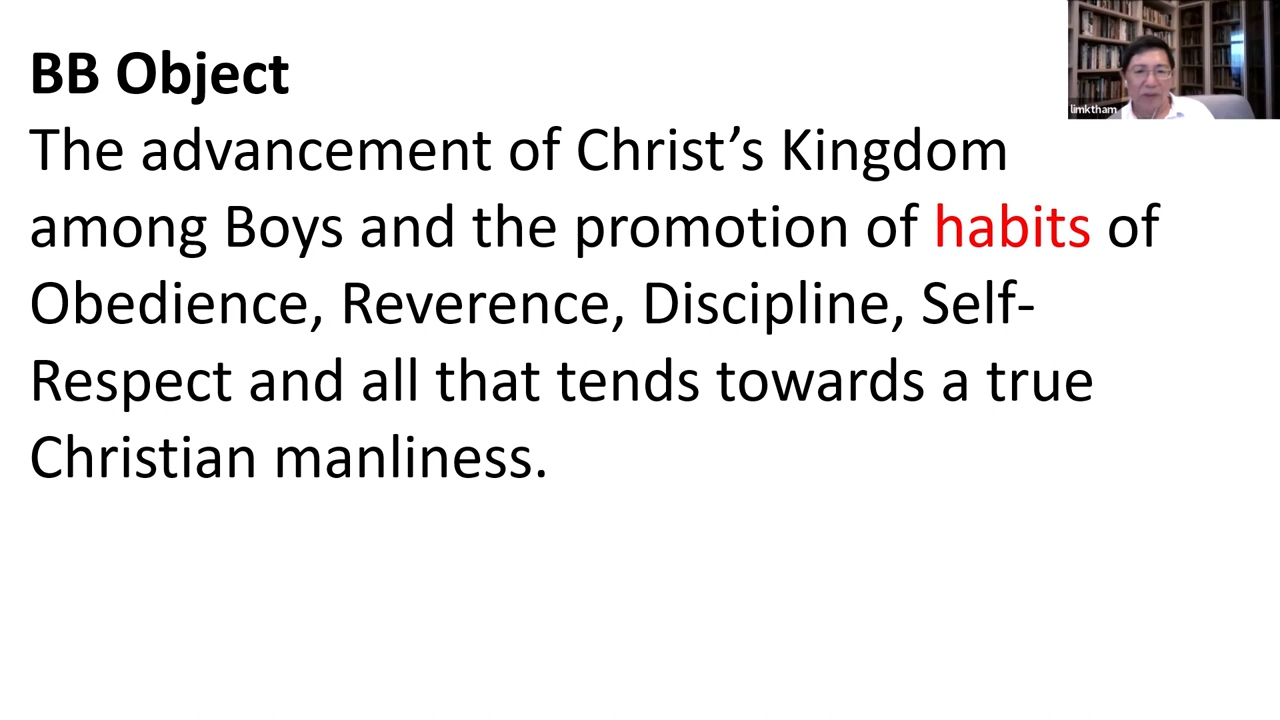 BB Object
The advancement of Christ’s Kingdom
among Boys and the promotion of habits of
Obedience, Reverence, Discipline, Self-
Respect and all that tends towards a true
Christian manliness.
limktham